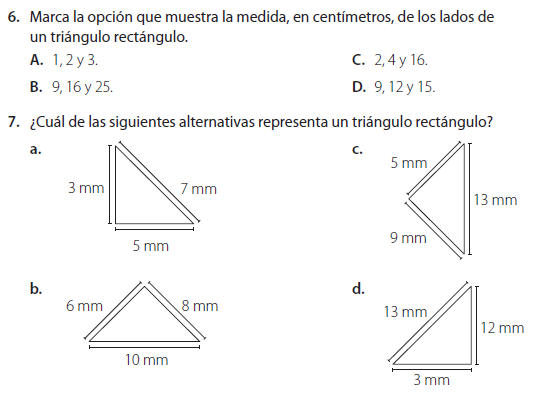 6. Marca la opción que muestra la medida, en centímetros, de los lados de
un triángulo rectángulo.
A. 1, 2 y 3.
C. 2, 4 y 16.
B. 9, 16 y 25.
D. 9, 12 y 15.
7. ¿Cuál de las siguientes alternativas representa un triángulo rectángulo?
a.
3 mm
7 mm
5 mm
c.
5 mm
13 mm
9 mm
b.
6 mm
8 mm
10 mm
d.
13 mm
12 mm
3 mm